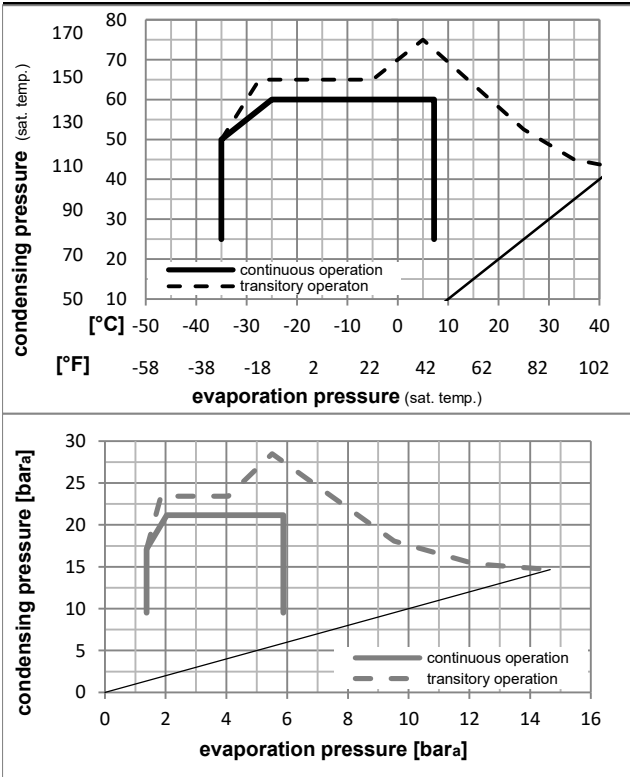 condensing pressure (sat. temp.)
170 80
70
150
60
130
50
110
40
90
30
70
20
50 10
continuous operation
transitory operaton
[°C] -50 -40 -30 -20 -10 0 10 20 30 40
[°F] -58 -38 -18 2 22 42 62 82 102
evaporation pressure (sat. temp.)
condensing pressure [bara]
30
25
20
15
10
5
0
continuous operation
transitory operation
0 2 4 6 8 10 12 14 16
evaporation pressure [bara]